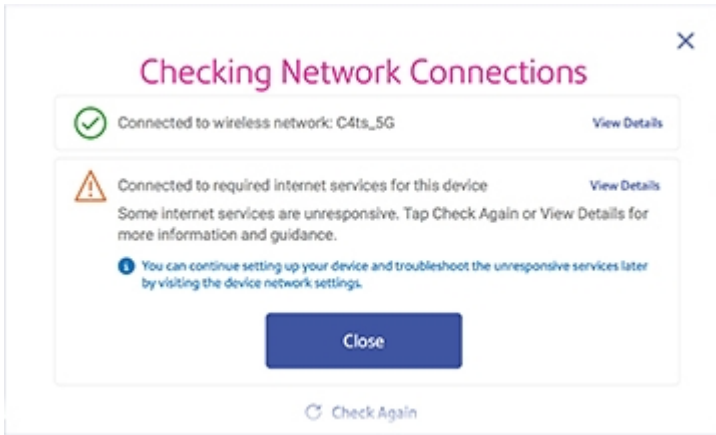 Checking Network Connections
Connected to wireless network: C4ts_5G
View Details
Connected to required internet services for this device
View Details
Some internet services are unresponsive. Tap Check Again or View Details for
more information and guidance.
You can continue setting up your device and troubleshoot the unresponsive services later
by visiting the device network settings.
Close
Check Again